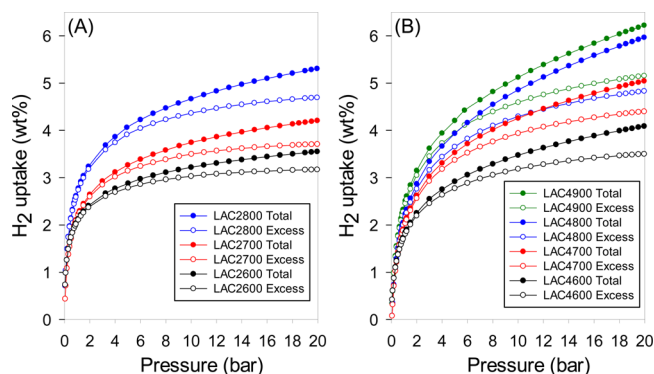 (A)
H2 uptake (wt%)
6
5
4
3
2
1
0
LAC2800 Total
LAC2800 Excess
LAC2700 Total
LAC2700 Excess
LAC2600 Total
LAC2600 Excess
0 2 4 6 8 10 12 14 16 18 20
Pressure (bar)
(B)
H2 uptake (wt%)
6
5
4
3
2
1
0
LAC4900 Total
LAC4900 Excess
LAC4800 Total
LAC4800 Excess
LAC4700 Total
LAC4700 Excess
LAC4600 Total
LAC4600 Excess
0 2 4 6 8 10 12 14 16 18 20
Pressure (bar)